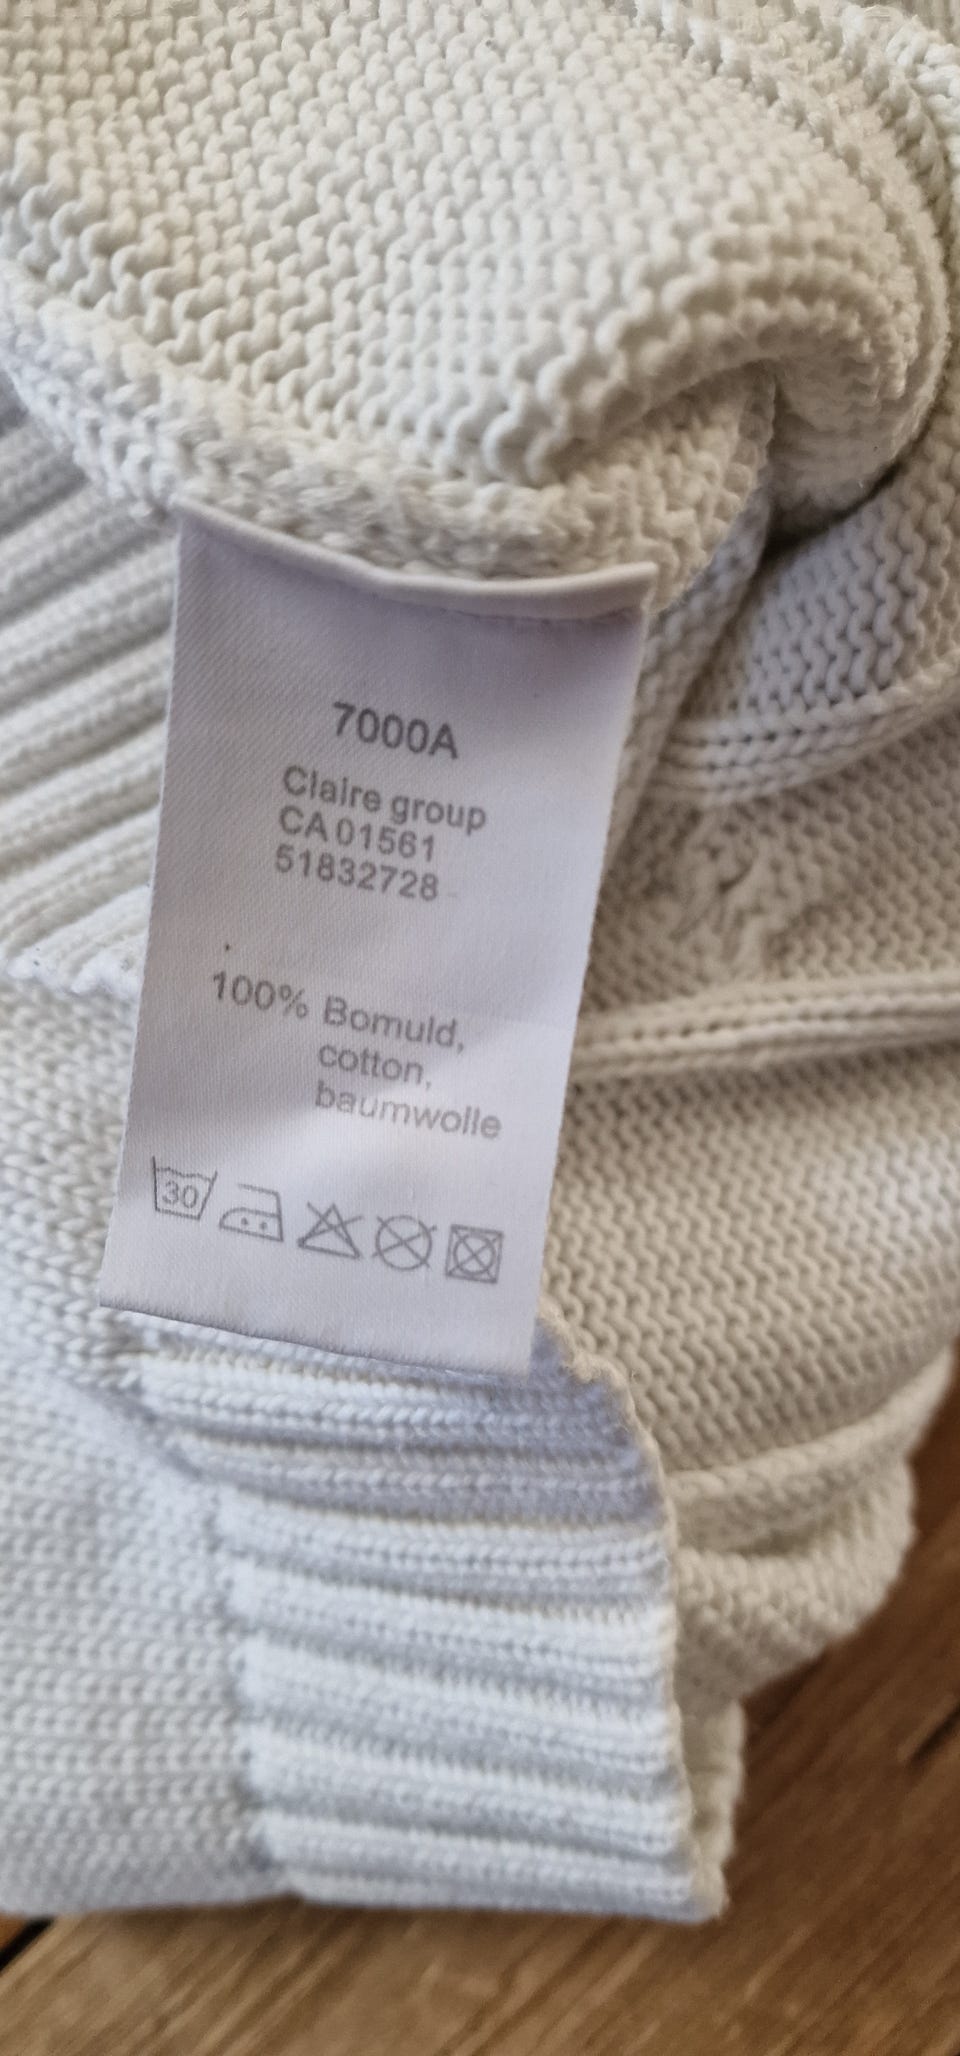 7000A
Claire group
CA 01561
51832728
100% Bomuld,
cotton,
baumwolle
30